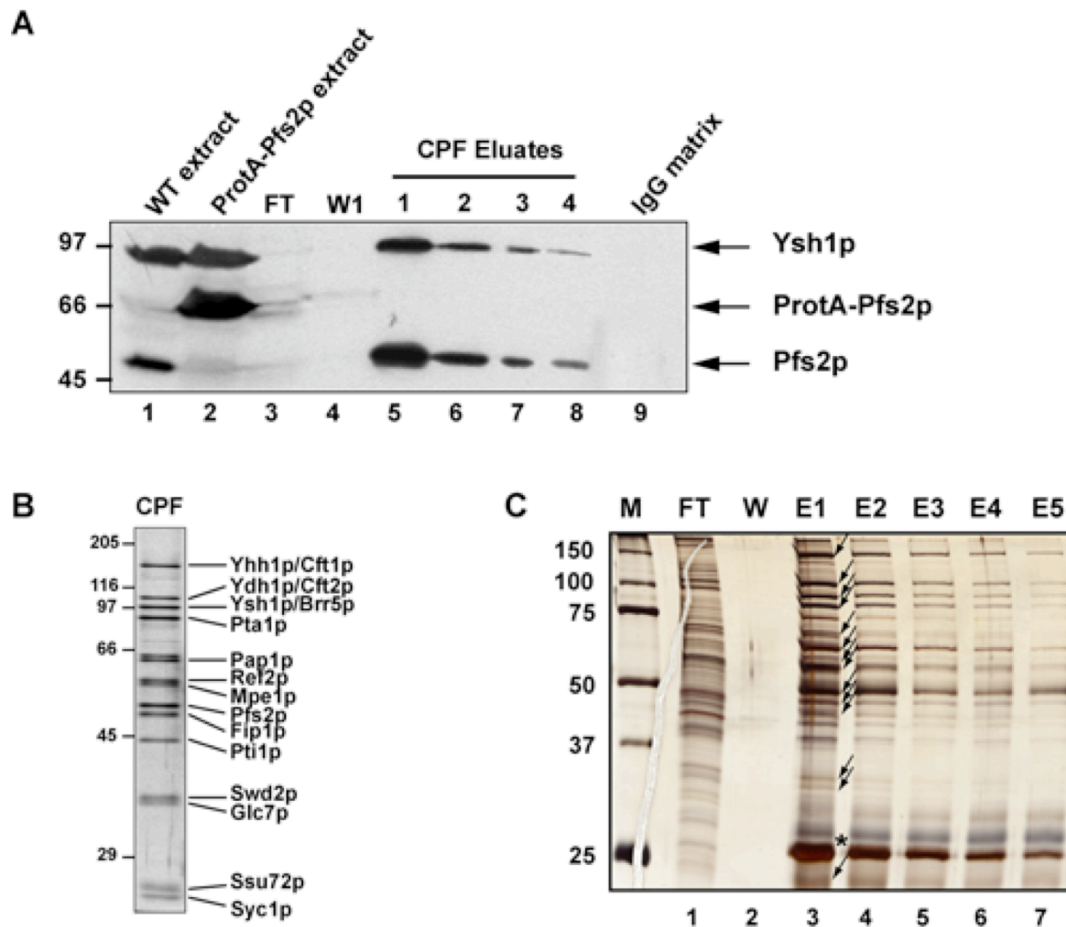 A
WT extract
ProtA-Pfs2p extract
FT
W1
CPF Eluates
1 2 3 4
IgG matrix
97
66
45
Ysh1p
ProtA-Pfs2p
Pfs2p
1 2 3 4 5 6 7 8 9
B
CPF
205
116
97
66
45
29
Yhh1p/Cft1p
Ydh1p/Cft2p
Ysh1p/Brr5p
Pta1p
Pap1p
Ref2p
Mpe1p
Pfs2p
Fip1p
Pti1p
Swd2p
Glc7p
Ssu72p
Syc1p
C
M FT W E1 E2 E3 E4 E5
150
100
75
50
37
25
*
1 2 3 4 5 6 7